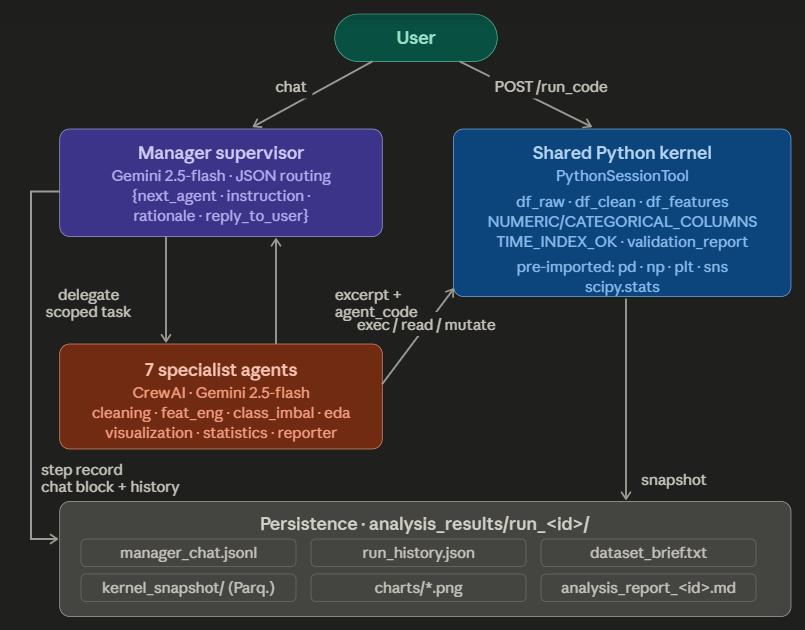 User
chat
POST /run_code
Manager supervisor
Gemini 2.5-flash · JSON routing
{next_agent · instruction ·
rationale · reply_to_user}
Shared Python kernel
PythonSessionTool
df_raw · df_clean · df_features
NUMERIC/CATEGORICAL_COLUMNS
TIME_INDEX_OK · validation_report
pre-imported: pd · np · plt · sns
scipy.stats
delegate
scoped task
excerpt +
agent_code
exec / read / mutate
7 specialist agents
CrewAI · Gemini 2.5-flash
cleaning · feat_eng · class_imbal · eda
visualization · statistics · reporter
step record
chat block + history
snapshot
Persistence · analysis_results/run_<id>/
manager_chat.jsonl
run_history.json
dataset_brief.txt
kernel_snapshot/ (Parq.)
charts/*.png
analysis_report_<id>.md